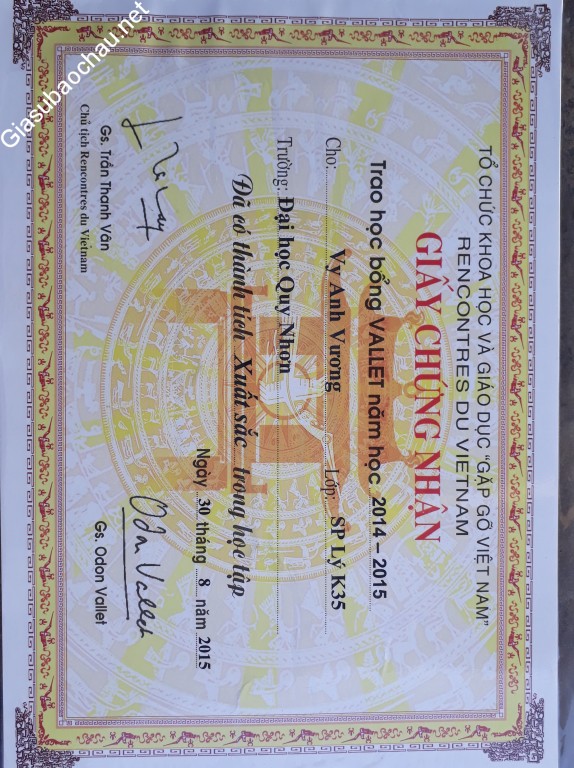 TỔ CHỨC KHOA HỌC VÀ GIÁO DỤC "GẶP GỠ VIỆT NAM"
RENCONTRES DU VIETNAM
GIẤY CHỨNG NHẬN
Trao học bổng VALLET năm học 2014 – 2015
Cho: Vy Anh Vương Lớp: SP Lý K35
Trường: Đại học Quy Nhơn
Đã có thành tích Xuất sắc trong học tập
Ngày 30 tháng 8 năm 2015
Gs. Trần Thanh Vân
Chủ tịch Rencontres du Vietnam
Odon Vallet
Gs. Odon Vallet
Giasubaochau.net